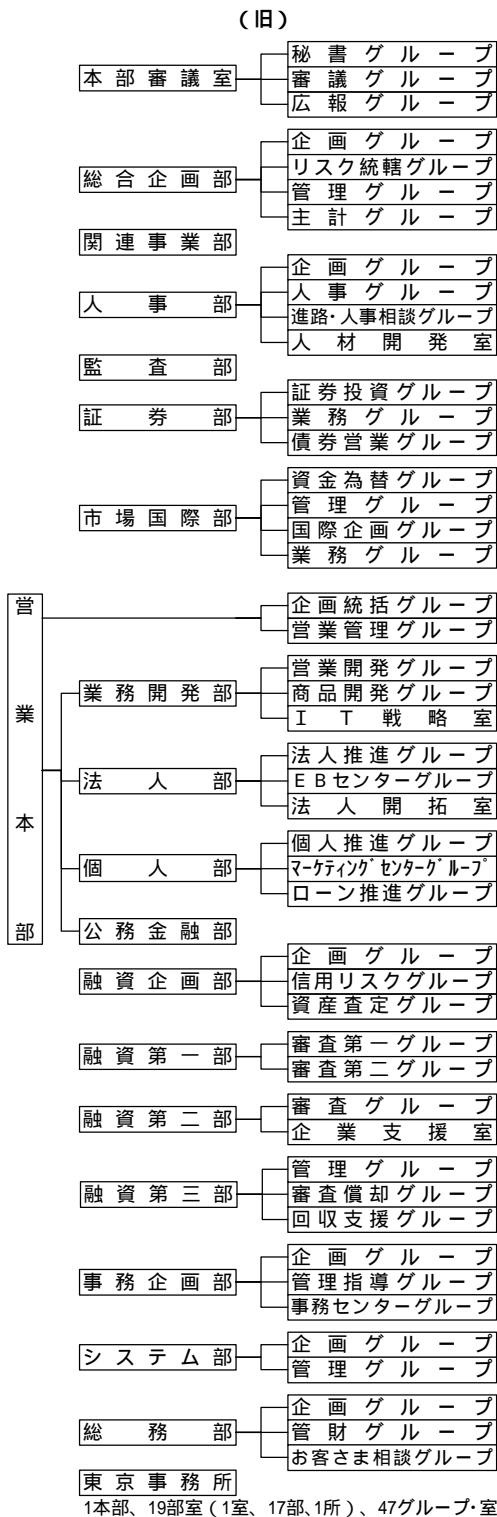 （旧）
本部審議室
秘書グループ
審議グループ
広報グループ
総合企画部
企画グループ
リスク統轄グループ
管理グループ
主計グループ
関連事業部
人事部
企画グループ
人事グループ
進路・人事相談グループ
人材開発室
監査部
証券部
証券投資グループ
業務グループ
債券営業グループ
市場国際部
資金為替グループ
管理グループ
国際企画グループ
業務グループ
営業本部
企画統括グループ
営業管理グループ
業務開発部
営業開発グループ
商品開発グループ
ＩＴ戦略室
法人部
法人推進グループ
ＥＢセンターグループ
法人開拓室
個人部
個人推進グループ
ﾏｰｹﾃｨﾝｸﾞｾﾝﾀｰｸﾞﾙｰﾌﾟ
ローン推進グループ
公務金融部
融資企画部
企画グループ
信用リスクグループ
資産査定グループ
融資第一部
審査第一グループ
審査第二グループ
融資第二部
審査グループ
企業支援室
融資第三部
管理グループ
審査償却グループ
回収支援グループ
事務企画部
企画グループ
管理指導グループ
事務センターグループ
システム部
企画グループ
管理グループ
総務部
企画グループ
管財グループ
お客さま相談グループ
東京事務所
1本部、19部室（1室、17部、1所）、47グループ・室